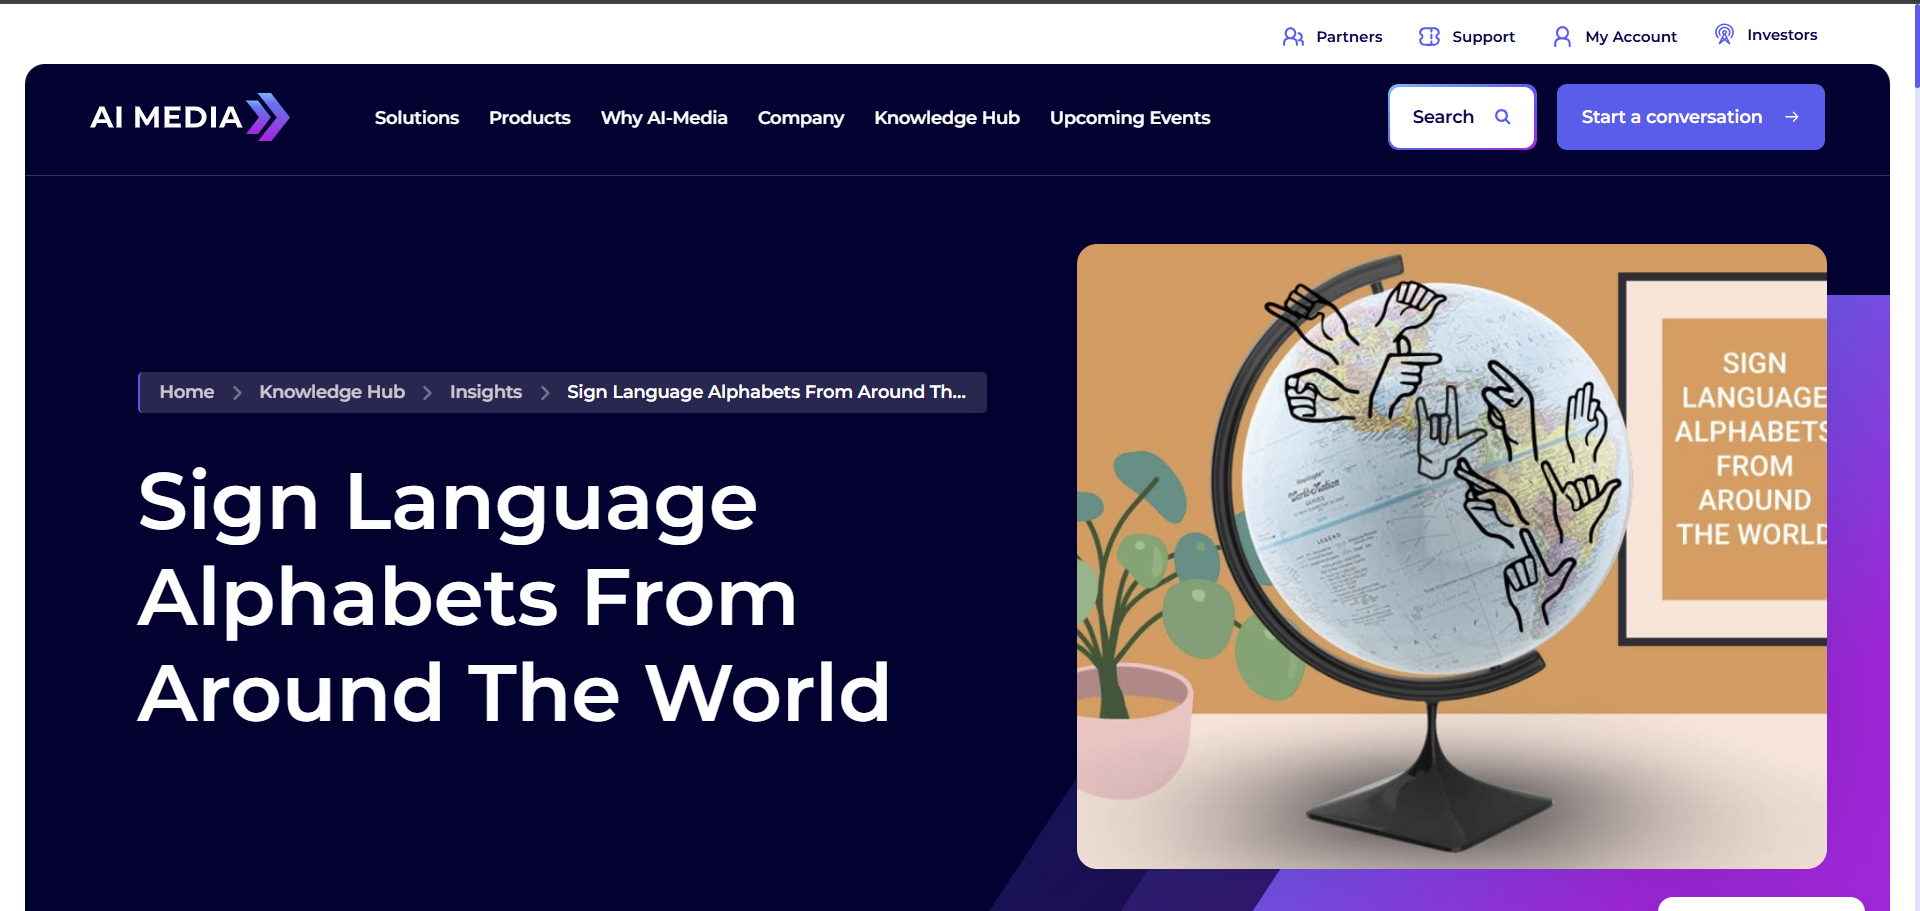 Partners
Support
My Account
Investors
AI MEDIA
Solutions
Products
Why AI-Media
Company
Knowledge Hub
Upcoming Events
Search
Start a conversation
Home
Knowledge Hub
Insights
Sign Language Alphabets From Around Th...
Sign Language
Alphabets From
Around The World
SIGN
LANGUAGE
ALPHABETS
FROM
AROUND
THE WORLD
LEGEND